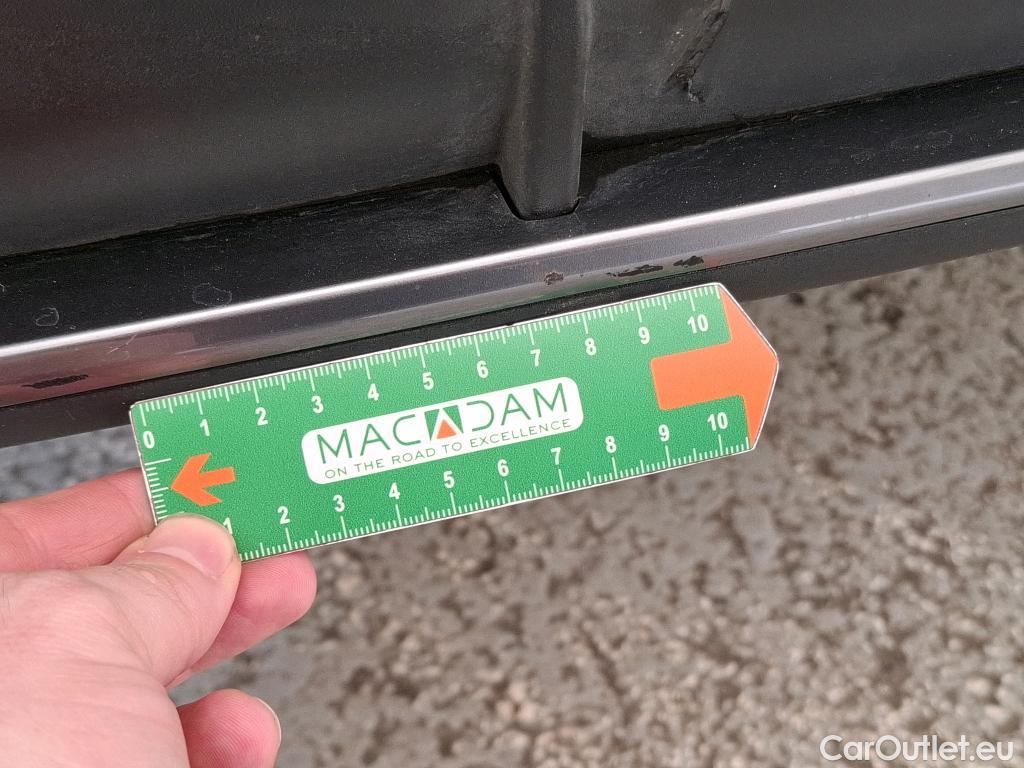 0 1 2 3 4 5 6 7 8 9 10
MACADAM
ON THE ROAD TO EXCELLENCE
1 2 3 4 5 6 7 8 9 10
CarOutlet.eu